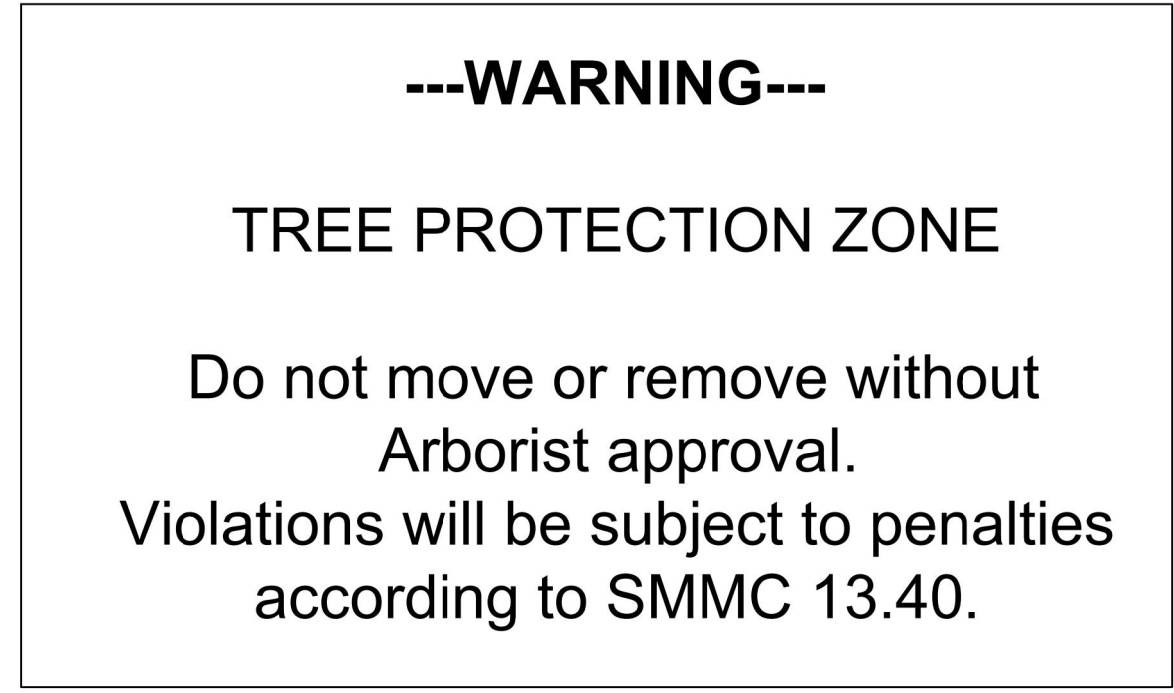 ---WARNING---
TREE PROTECTION ZONE
Do not move or remove without
Arborist approval.
Violations will be subject to penalties
according to SMMC 13.40.